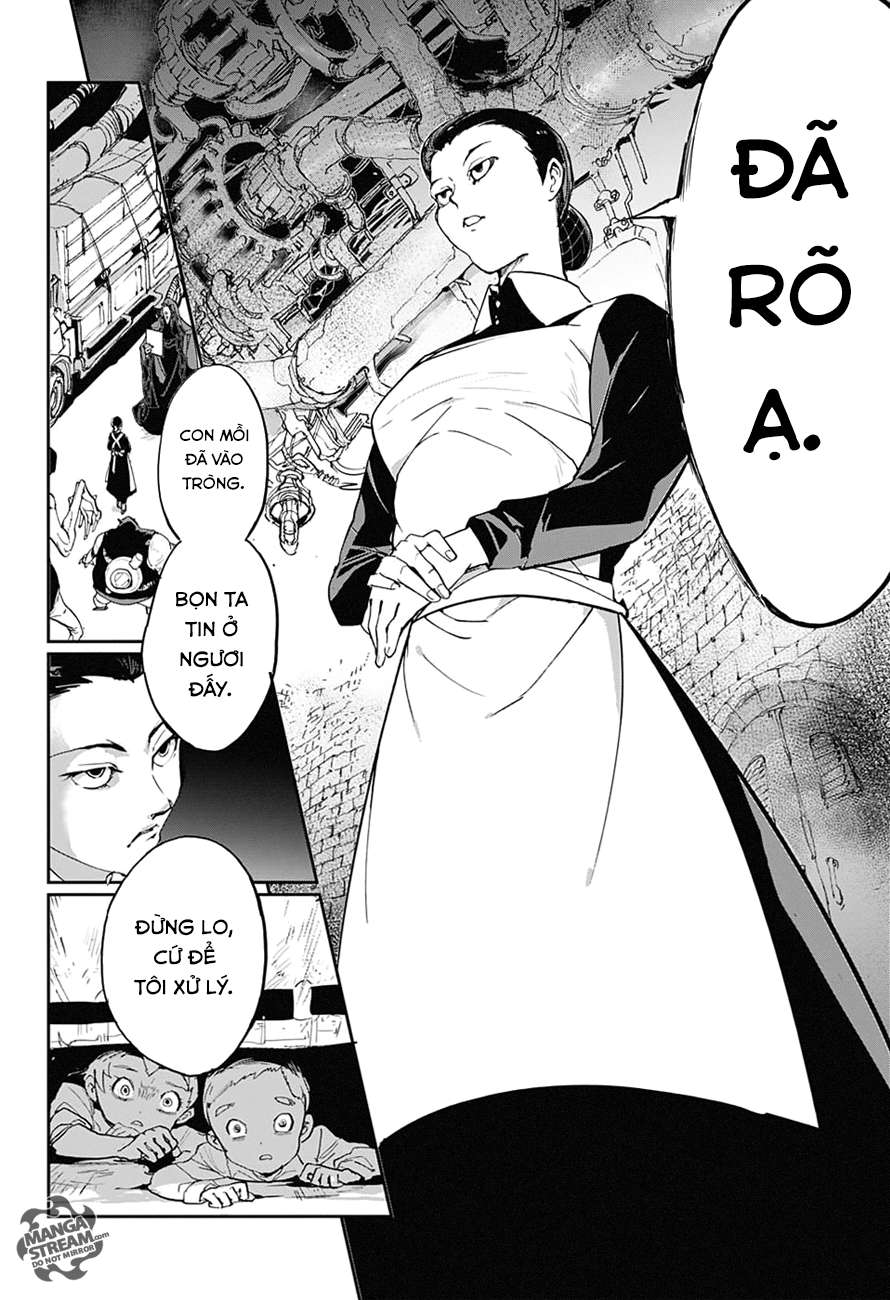 ĐÃ
RÕ
Ạ.
CON MỒI
ĐÃ VÀO
TRÒNG.
BỌN TA
TIN Ở
NGƯƠI
ĐẤY.
ĐỪNG LO,
CỨ ĐỂ
TÔI XỬ LÝ.
MANGA
STREAM.com
DO NOT MIRROR